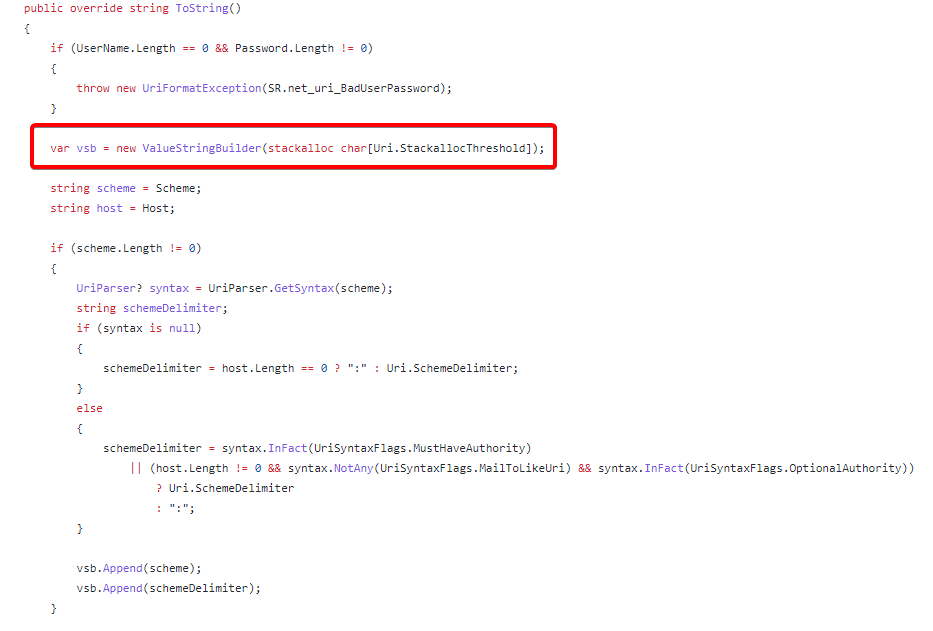 public override string ToString()
{
    if (UserName.Length == 0 && Password.Length != 0)
    {
        throw new UriFormatException(SR.net_uri_BadUserPassword);
    }
    var vsb = new ValueStringBuilder(stackalloc char[Uri.StackallocThreshold]);
    string scheme = Scheme;
    string host = Host;
    if (scheme.Length != 0)
    {
        UriParser? syntax = UriParser.GetSyntax(scheme);
        string schemeDelimiter;
        if (syntax is null)
        {
            schemeDelimiter = host.Length == 0 ? ":" : Uri.SchemeDelimiter;
        }
        else
        {
            schemeDelimiter = syntax.InFact(UriSyntaxFlags.MustHaveAuthority)
                || (host.Length != 0 && syntax.NotAny(UriSyntaxFlags.MailToLikeUri) && syntax.InFact(UriSyntaxFlags.OptionalAuthority))
                    ? Uri.SchemeDelimiter
                    : ":";
        }
        vsb.Append(scheme);
        vsb.Append(schemeDelimiter);
    }